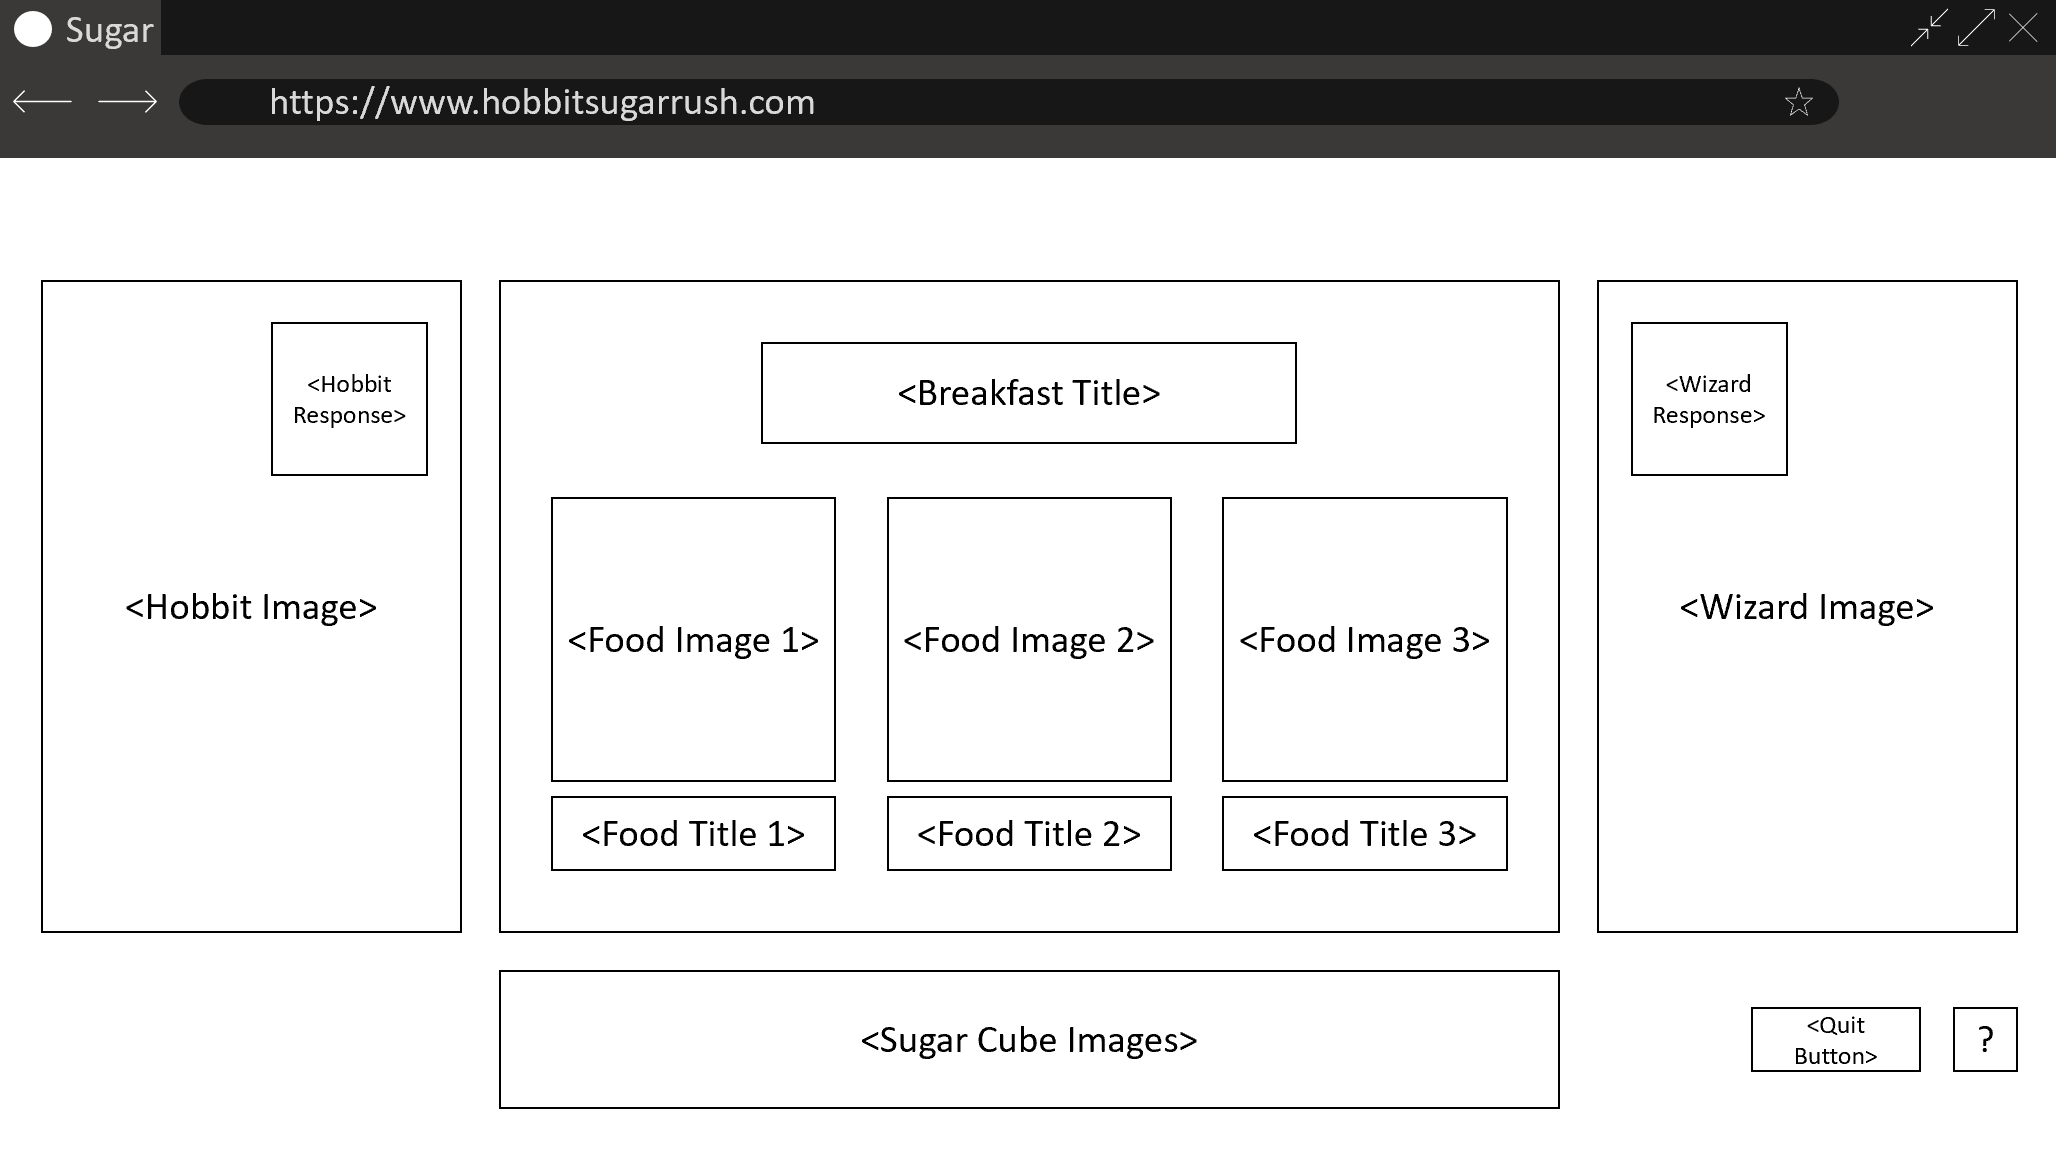 Sugar
https://www.hobbitsugarrush.com
<Hobbit
Response>
<Hobbit Image>
<Breakfast Title>
<Food Image 1>
<Food Image 2>
<Food Image 3>
<Food Title 1>
<Food Title 2>
<Food Title 3>
<Wizard
Response>
<Wizard Image>
<Sugar Cube Images>
<Quit
Button>
?